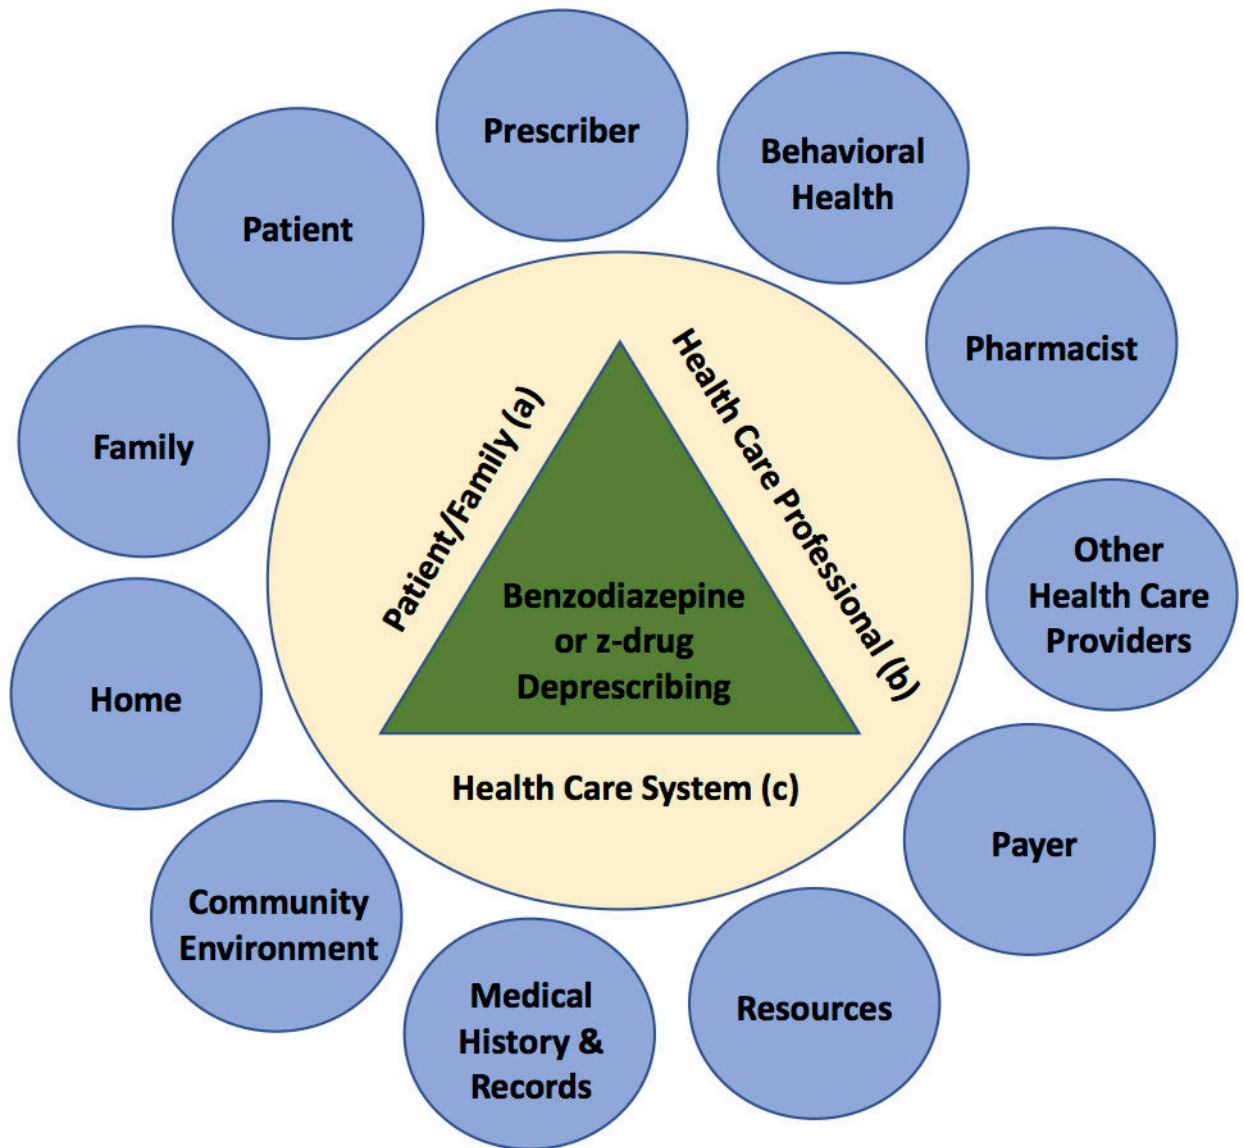 Prescriber
Behavioral
Health
Patient
Pharmacist
Family
Other
Health Care
Providers
Home
Payer
Community
Environment
Resources
Medical
History &
Records
Patient/Family (a)
Health Care Professional (b)
Health Care System (c)
Benzodiazepine
or z-drug
Deprescribing